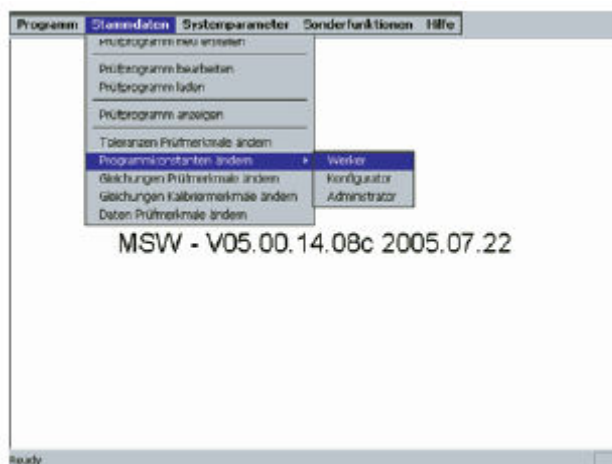 Programm Stammdaten Systemparameter Sonderfunktionen Hilfe
Prüfprogramm neu erstellen
Prüfprogramm bearbeiten
Prüfprogramm laden
Prüfprogramm anzeigen
Toleranzen Prüfmerkmale ändern
Programmkonstanten ändern
Werker
Gleichungen Prüfmerkmale ändern
Konfigurator
Gleichungen Kalibriermerkmale ändern
Administrator
Daten Prüfmerkmale ändern
MSW - V05.00.14.08c 2005.07.22
Ready